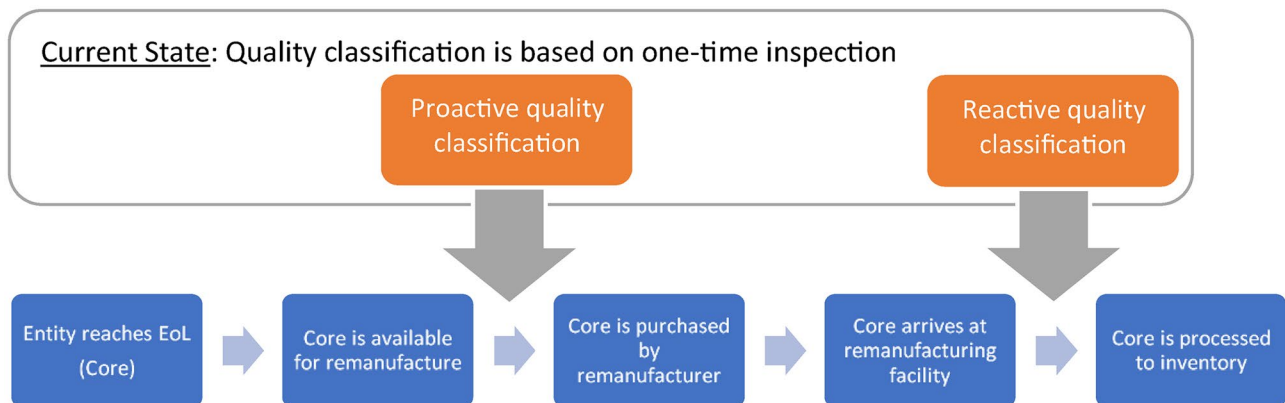 Current State: Quality classification is based on one-time inspection
Proactive quality
classification
Reactive quality
classification
Entity reaches EoL
(Core)
Core is available
for remanufacture
Core is purchased
by
remanufacturer
Core arrives at
remanufacturing
facility
Core is processed
to inventory